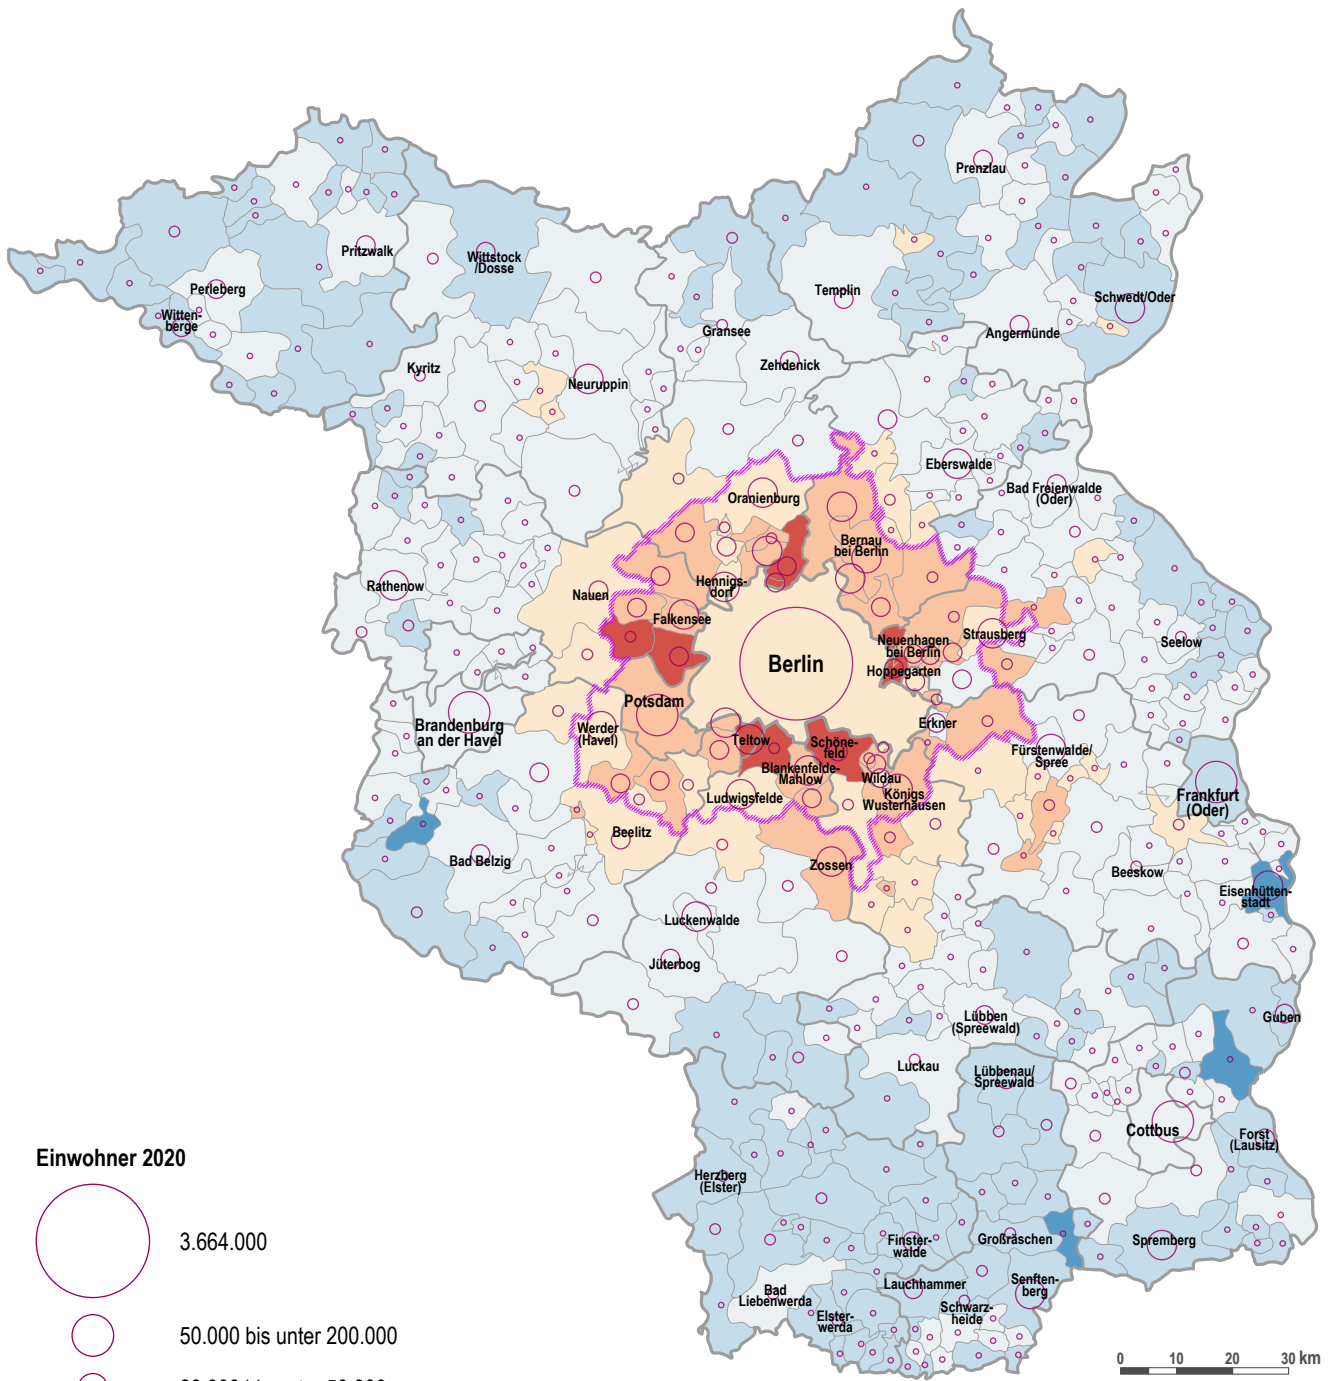 Prenzlau
Pritzwalk
Wittstock
/Dosse
Perleberg
Templin
Schwedt/Oder
Witten-
berge
Gransee
Angermünde
Kyritz
Zehdenick
Neuruppin
Eberswalde
Bad Freienwalde
(Oder)
Oranienburg
Bernau
bei Berlin
Rathenow
Hennigs-
dorf
Nauen
Falkensee
Neuenhagen
bei Berlin
Strausberg
Seelow
Berlin
Hoppegarten
Potsdam
Brandenburg
an der Havel
Werder
(Havel)
Erkner
Teltow
Schöne-
feld
Fürstenwalde/
Spree
Blankenfelde-
Mahlow
Wildau
Königs
Wusterhausen
Ludwigsfelde
Frankfurt
(Oder)
Beelitz
Bad Belzig
Zossen
Beeskow
Eisenhütten-
stadt
Luckenwalde
Jüterbog
Lübben
(Spreewald)
Guben
Luckau
Lübbenau/
Spreewald
Cottbus
Forst
(Lausitz)
Einwohner 2020
Herzberg
(Elster)
3.664.000
Finster-
walde
Großräschen
Spremberg
Bad
Liebenwerda
Lauchhammer
Senften-
berg
Elster-
werda
Schwarz-
heide
50.000 bis unter 200.000
0 10 20 30 km